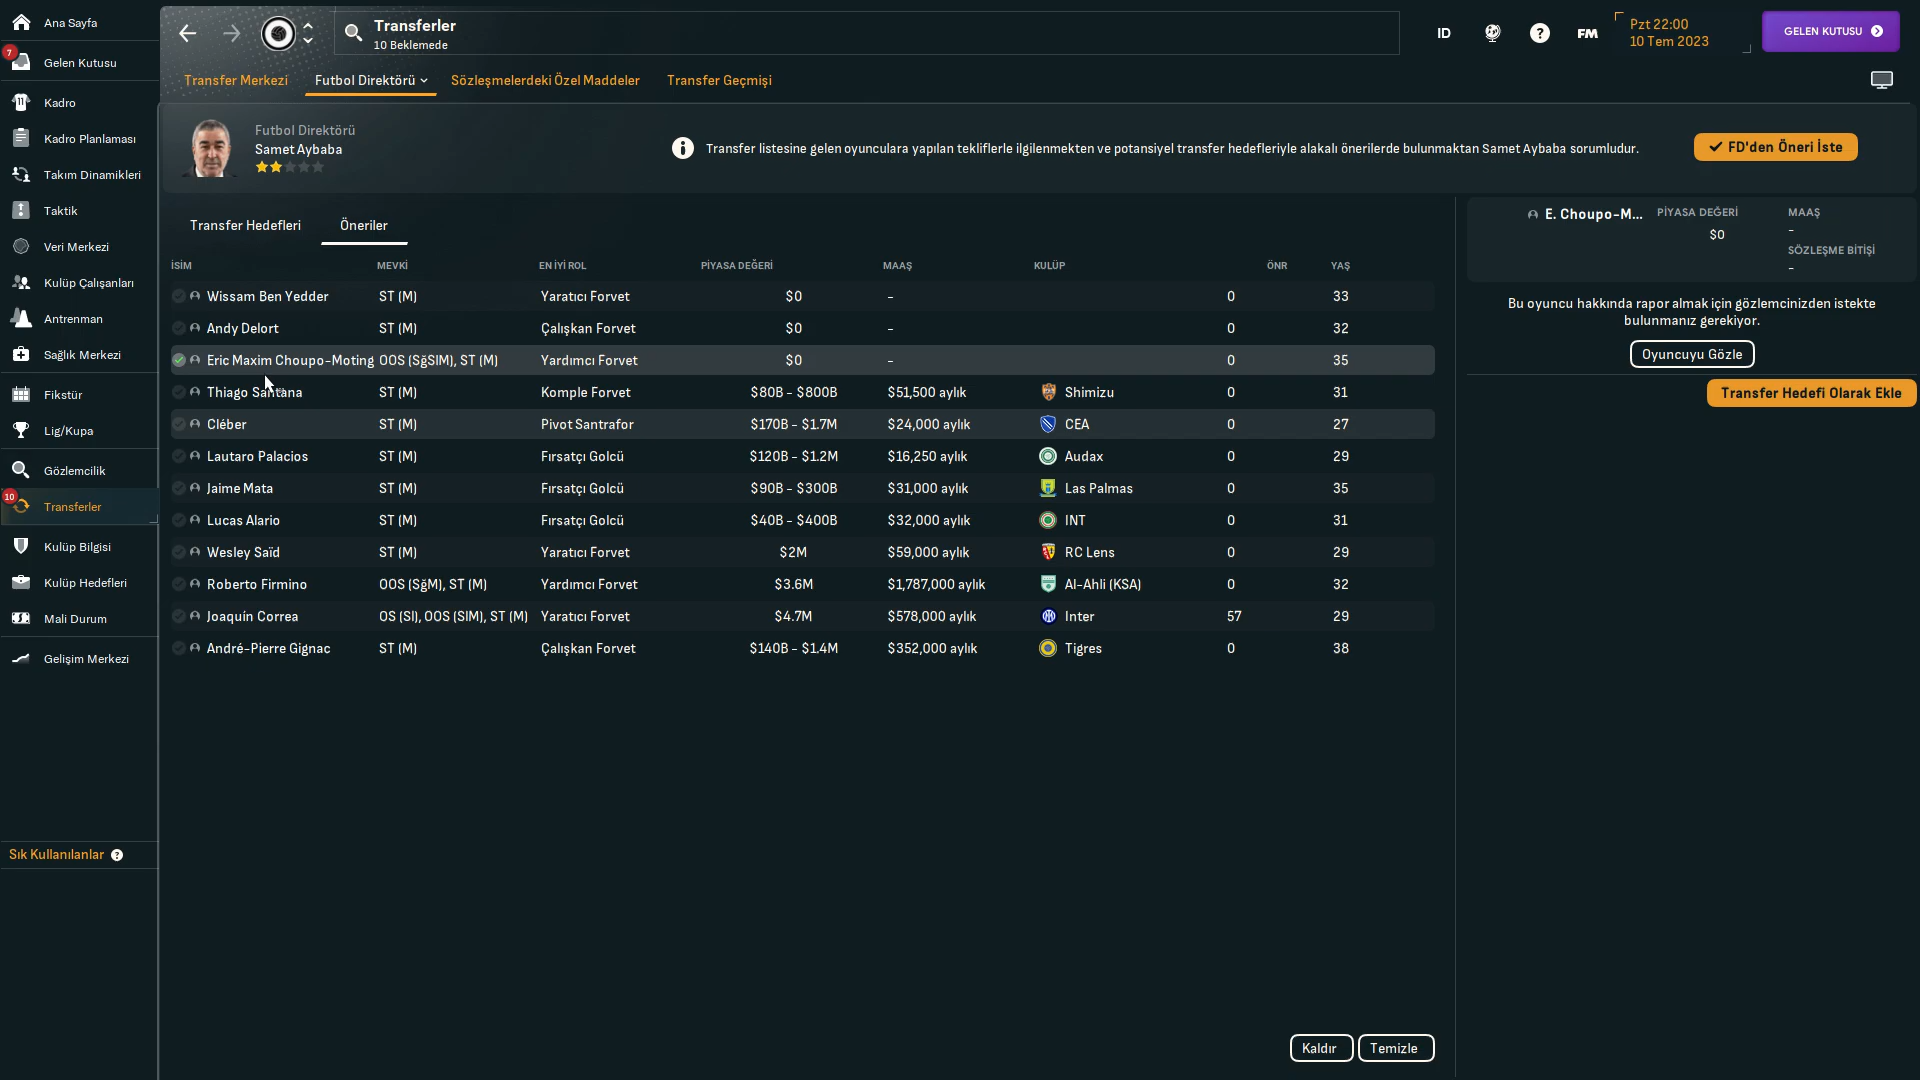 Ana Sayfa
7
Gelen Kutusu
Kadro
Kadro Planlaması
Takım Dinamikleri
Taktik
Veri Merkezi
Kulüp Çalışanları
Antrenman
Sağlık Merkezi
Fikstür
Lig/Kupa
Gözlemcilik
10
Transferler
Kulüp Bilgisi
Kulüp Hedefleri
Mali Durum
Gelişim Merkezi
Sık Kullanılanlar ?
Transferler
10 Beklemede
ID
?
FM
Pzt 22:00
10 Tem 2023
GELEN KUTUSU
Transfer Merkezi Futbol Direktörü Sözleşmelerdeki Özel Maddeler Transfer Geçmişi
Futbol Direktörü
Samet Aybaba
Transfer listesine gelen oyunculara yapılan tekliflerle ilgilenmekten ve potansiyel transfer hedefleriyle alakalı önerilerde bulunmaktan Samet Aybaba sorumludur.
FD'den Öneri İste
Transfer Hedefleri Öneriler
İSİM MEVKİ EN İYİ ROL PİYASA DEĞERİ MAAŞ KULÜP ÖNR YAŞ
Wissam Ben Yedder ST (M) Yaratıcı Forvet $0 - 0 33
Andy Delort ST (M) Çalışkan Forvet $0 - 0 32
Eric Maxim Choupo-Moting OOS (SğSIM), ST (M) Yardımcı Forvet $0 - 0 35
Thiago Santana ST (M) Komple Forvet $80B - $800B $51,500 aylık Shimizu 0 31
Cléber ST (M) Pivot Santrafor $170B - $1.7M $24,000 aylık CEA 0 27
Lautaro Palacios ST (M) Fırsatçı Golcü $120B - $1.2M $16,250 aylık Audax 0 29
Jaime Mata ST (M) Fırsatçı Golcü $90B - $300B $31,000 aylık Las Palmas 0 35
Lucas Alario ST (M) Fırsatçı Golcü $40B - $400B $32,000 aylık INT 0 31
Wesley Saïd ST (M) Yaratıcı Forvet $2M $59,000 aylık RC Lens 0 29
Roberto Firmino OOS (SğM), ST (M) Yardımcı Forvet $3.6M $1,787,000 aylık Al-Ahli (KSA) 0 32
Joaquín Correa OS (SI), OOS (SIM), ST (M) Yaratıcı Forvet $4.7M $578,000 aylık Inter 57 29
André-Pierre Gignac ST (M) Çalışkan Forvet $140B - $1.4M $352,000 aylık Tigres 0 38
Kaldır Temizle
E. Choupo-M... PİYASA DEĞERİ MAAŞ
$0 -
SÖZLEŞME BİTİŞİ
-
Bu oyuncu hakkında rapor almak için gözlemcinizden istekte
bulunmanız gerekiyor.
Oyuncuyu Gözle
Transfer Hedefi Olarak Ekle